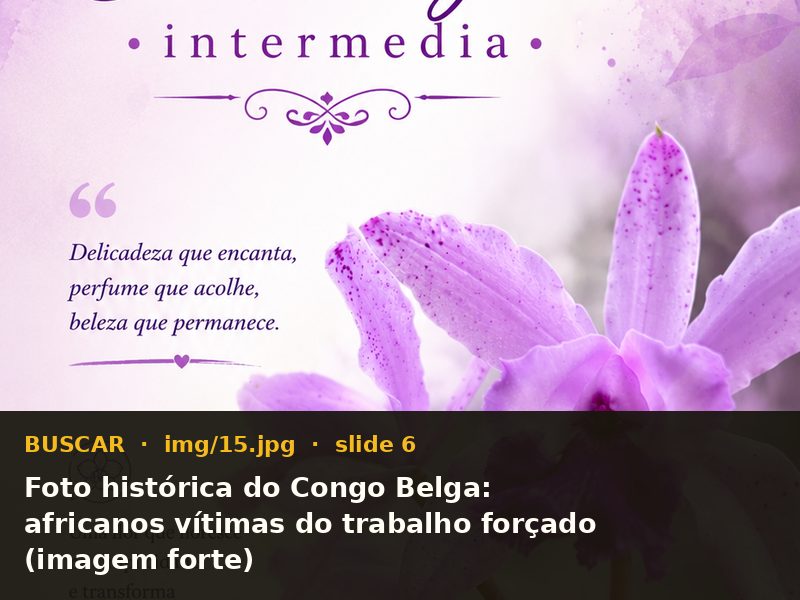 • intermedia •
“
Delicadeza que encanta,
perfume que acolhe,
beleza que permanece.
BUSCAR · img/15.jpg · slide 6
Foto histórica do Congo Belga:
africanos vítimas do trabalho forçado
(imagem forte)
e transforma